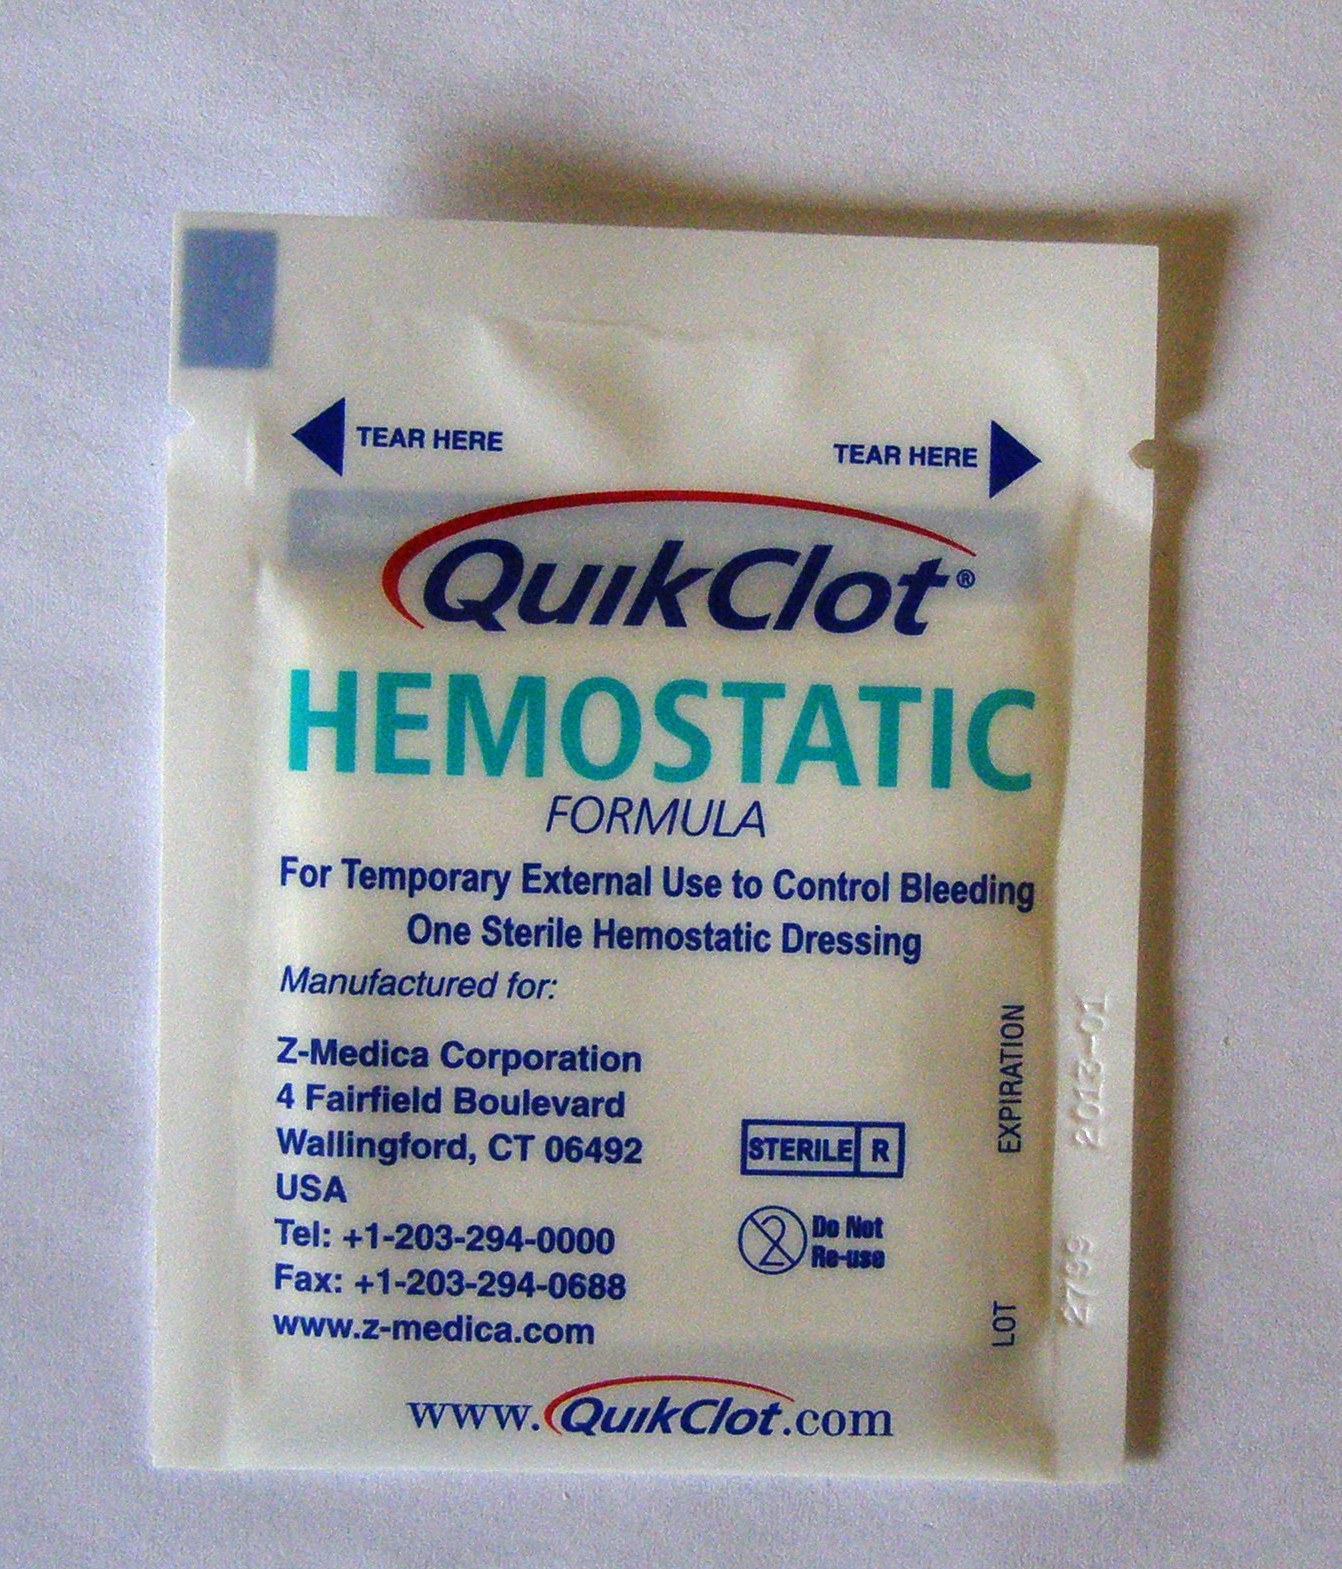 TEAR HERE TEAR HERE
QuikClot®
HEMOSTATIC
FORMULA
For Temporary External Use to Control Bleeding
One Sterile Hemostatic Dressing
Manufactured for:
Z-Medica Corporation
4 Fairfield Boulevard
Wallingford, CT 06492
USA
Tel: +1-203-294-0000
Fax: +1-203-294-0688
www.z-medica.com
STERILE R
2 Do Not
Re-use
EXPIRATION 2013-01
LOT 2799
www.QuikClot.com